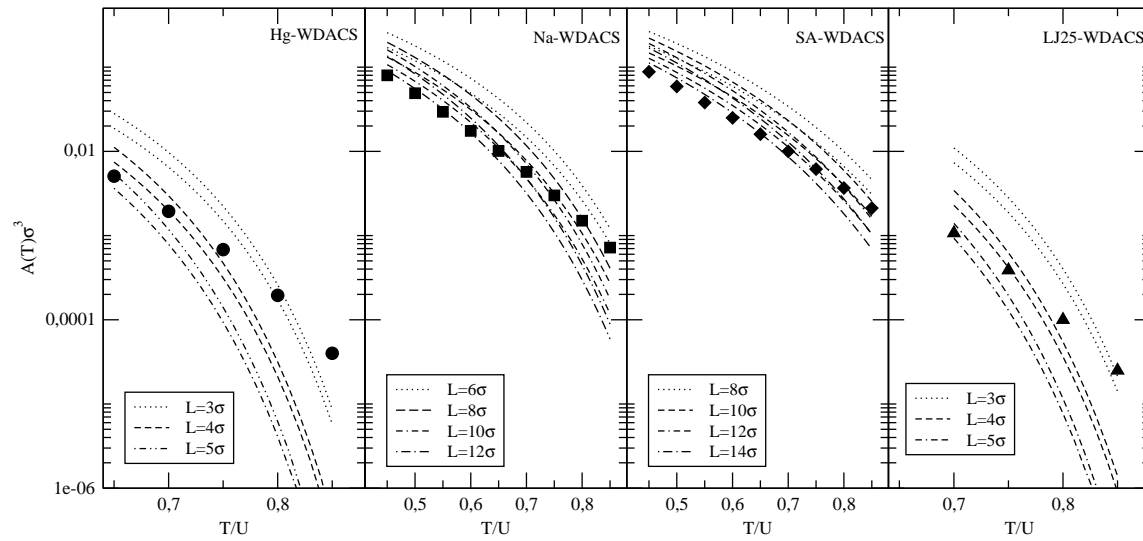 Hg-WDACS
Na-WDACS
SA-WDACS
LJ25-WDACS
A(T)σ³
0,01
0,0001
1e-06
L=3σ
L=4σ
L=5σ
L=6σ
L=8σ
L=10σ
L=12σ
L=8σ
L=10σ
L=12σ
L=14σ
L=3σ
L=4σ
L=5σ
0,7 0,8
0,5 0,6 0,7 0,8
0,5 0,6 0,7 0,8
0,7 0,8
T/U
T/U
T/U
T/U